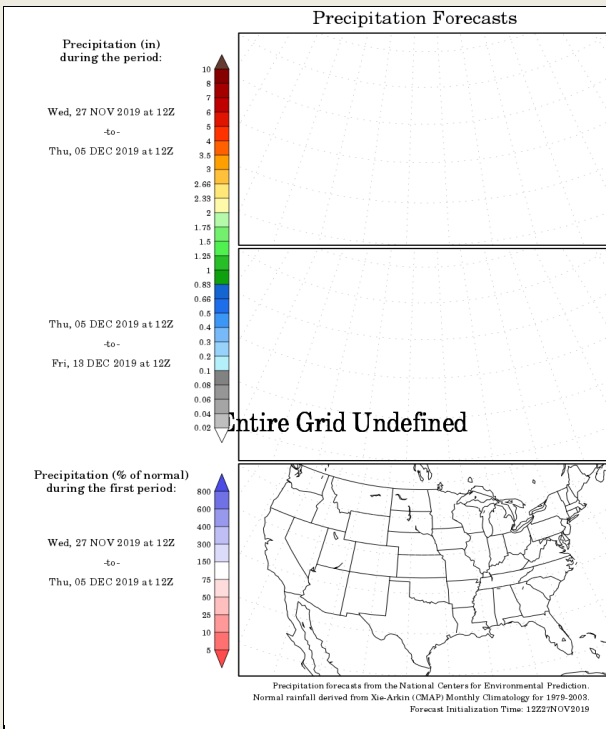 Precipitation Forecasts
Precipitation (in)
during the period:
Wed, 27 NOV 2019 at 12Z
-to-
Thu, 05 DEC 2019 at 12Z
10
8
7
6
5
4
3.5
3
2.66
2.33
2
1.75
1.5
1.25
1
0.83
0.66
0.5
0.4
0.3
0.2
0.1
0.08
0.06
0.04
0.02
Thu, 05 DEC 2019 at 12Z
-to-
Fri, 13 DEC 2019 at 12Z
Entire Grid Undefined
Precipitation (% of normal)
during the first period:
Wed, 27 NOV 2019 at 12Z
-to-
Thu, 05 DEC 2019 at 12Z
800
600
400
300
150
75
50
25
10
5
Precipitation forecasts from the National Centers for Environmental Prediction.
Normal rainfall derived from Xie-Arkin (CMAP) Monthly Climatology for 1979-2003.
Forecast Initialization Time: 12Z27NOV2019